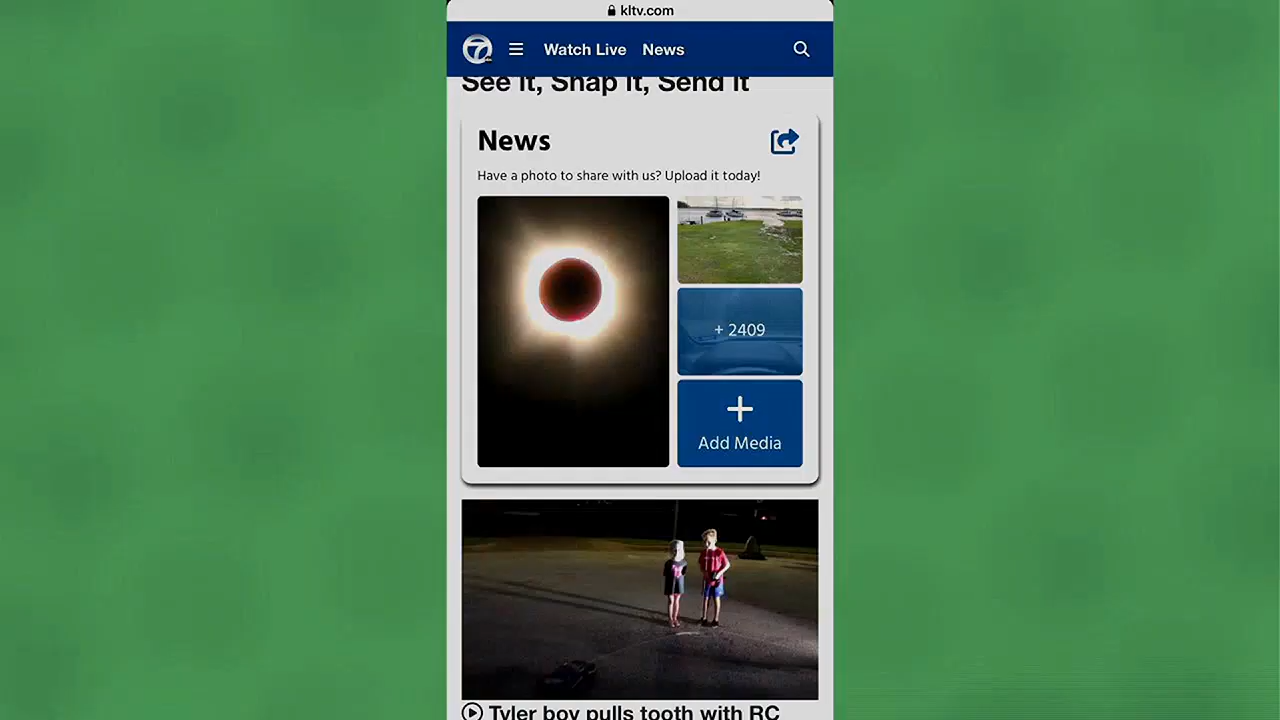 kltv.com
7
Watch Live News
See It, Snap It, Send It
News
Have a photo to share with us? Upload it today!
+ 2409
Add Media
Tyler boy pulls tooth with RC